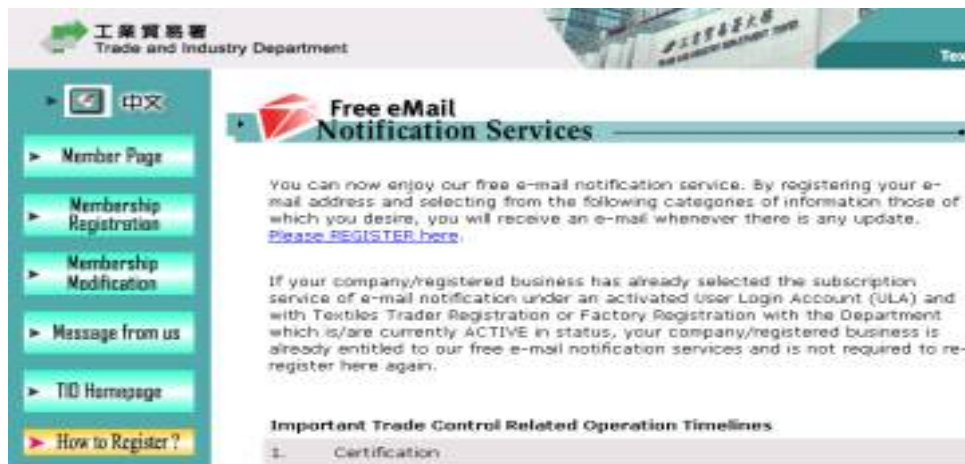 工業貿易署
Trade and Industry Department
Tex
中文
Member Page
Membership
Registration
Membership
Modification
Message from us
TID Homepage
How to Register ?
Free eMail
Notification Services
You can now enjoy our free e-mail notification service. By registering your e-
mail address and selecting from the following categories of information those of
which you desire, you will receive an e-mail whenever there is any update.
Please REGISTER here.
If your company/registered business has already selected the subscription
service of e-mail notification under an activated User Login Account (ULA) and
with Textiles Trader Registration or Factory Registration with the Department
which is/are currently ACTIVE in status, your company/registered business is
already entitled to our free e-mail notification services and is not required to re-
register here again.
Important Trade Control Related Operation Timelines
1. Certification